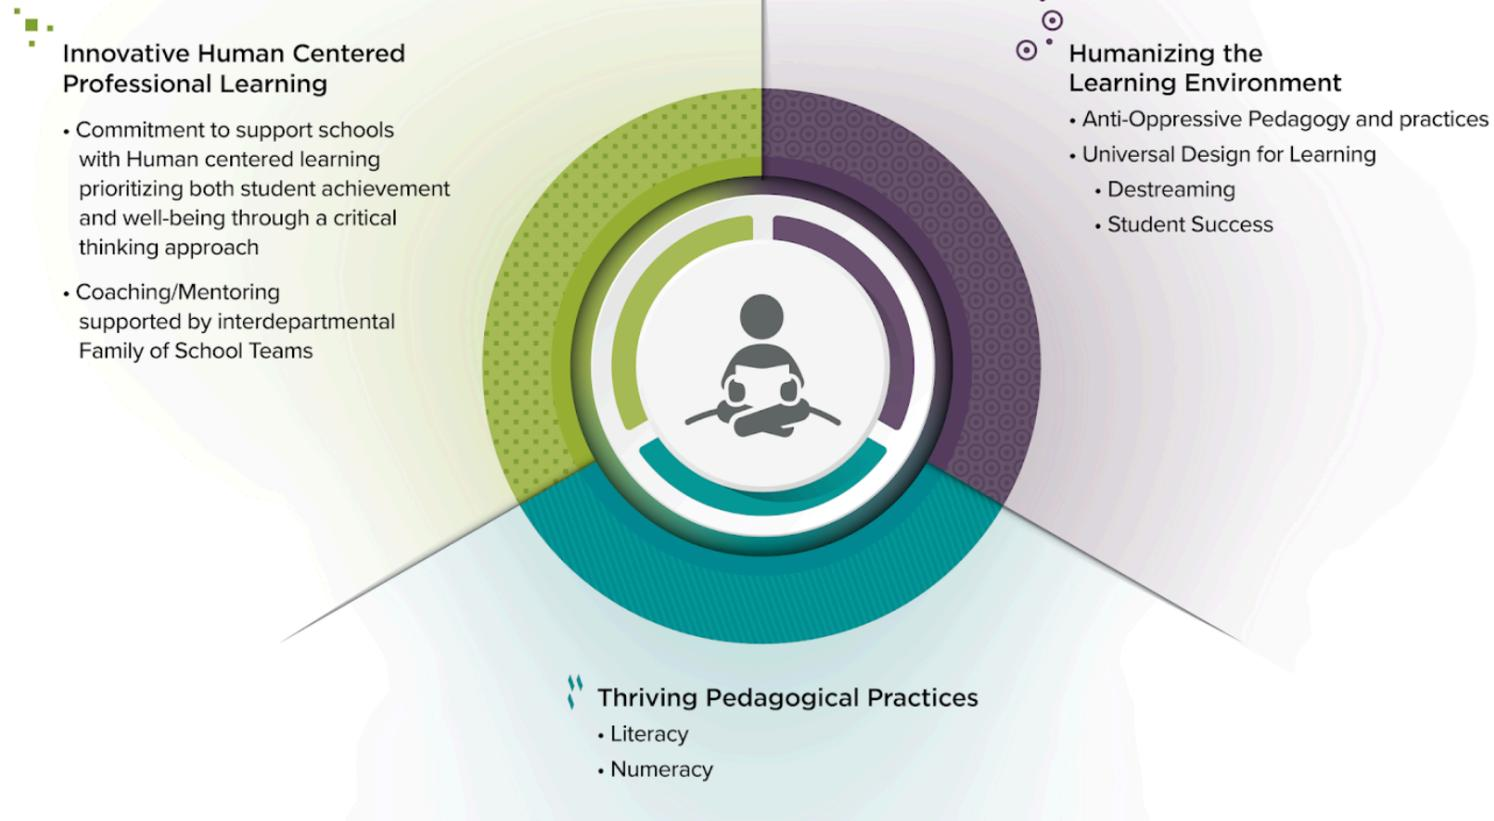 Innovative Human Centered
Professional Learning
• Commitment to support schools
with Human centered learning
prioritizing both student achievement
and well-being through a critical
thinking approach
• Coaching/Mentoring
supported by interdepartmental
Family of School Teams
Humanizing the
Learning Environment
• Anti-Oppressive Pedagogy and practices
• Universal Design for Learning
• Destreaming
• Student Success
Thriving Pedagogical Practices
• Literacy
• Numeracy